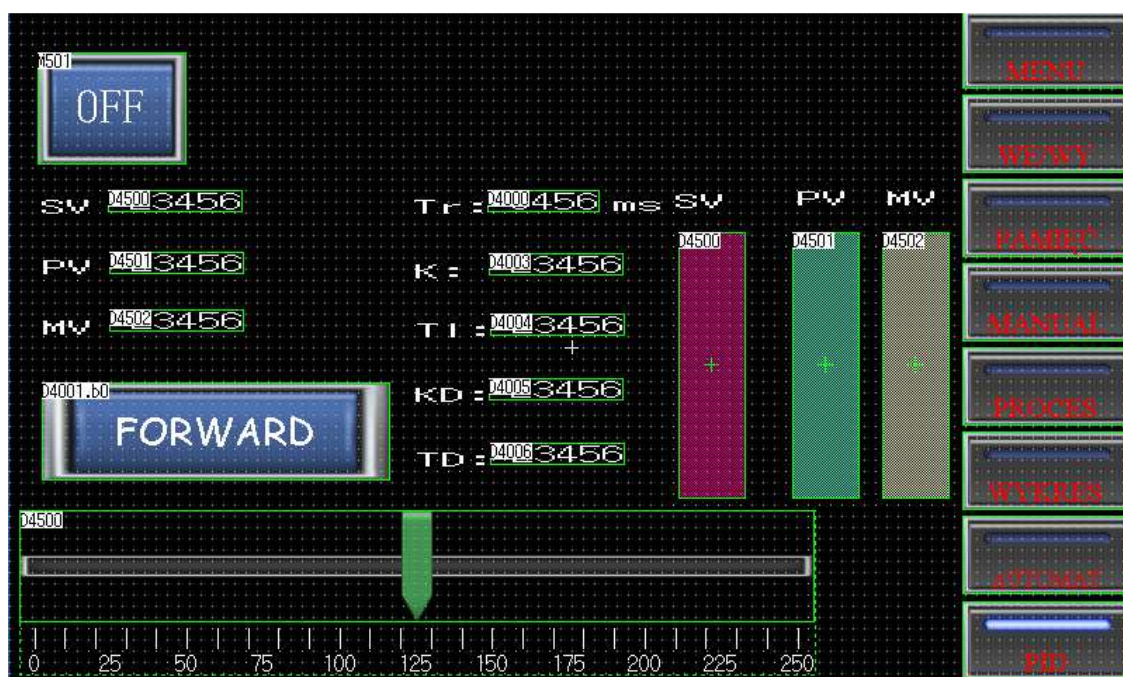 M501
OFF
MENU
WE/WY
SV D4500 3456
Tr : D4000 456 ms
SV PV MV
PAMIĘĆ
D4500 D4501 D4502
PV D4501 3456
K : D4003 3456
MV D4502 3456
TI : D4004 3456
MANUAL
D4001.b0
FORWARD
KD : D4005 3456
PROCES
TD : D4006 3456
WYKRES
D4500
AUTOMAT
0 25 50 75 100 125 150 175 200 225 250
PID